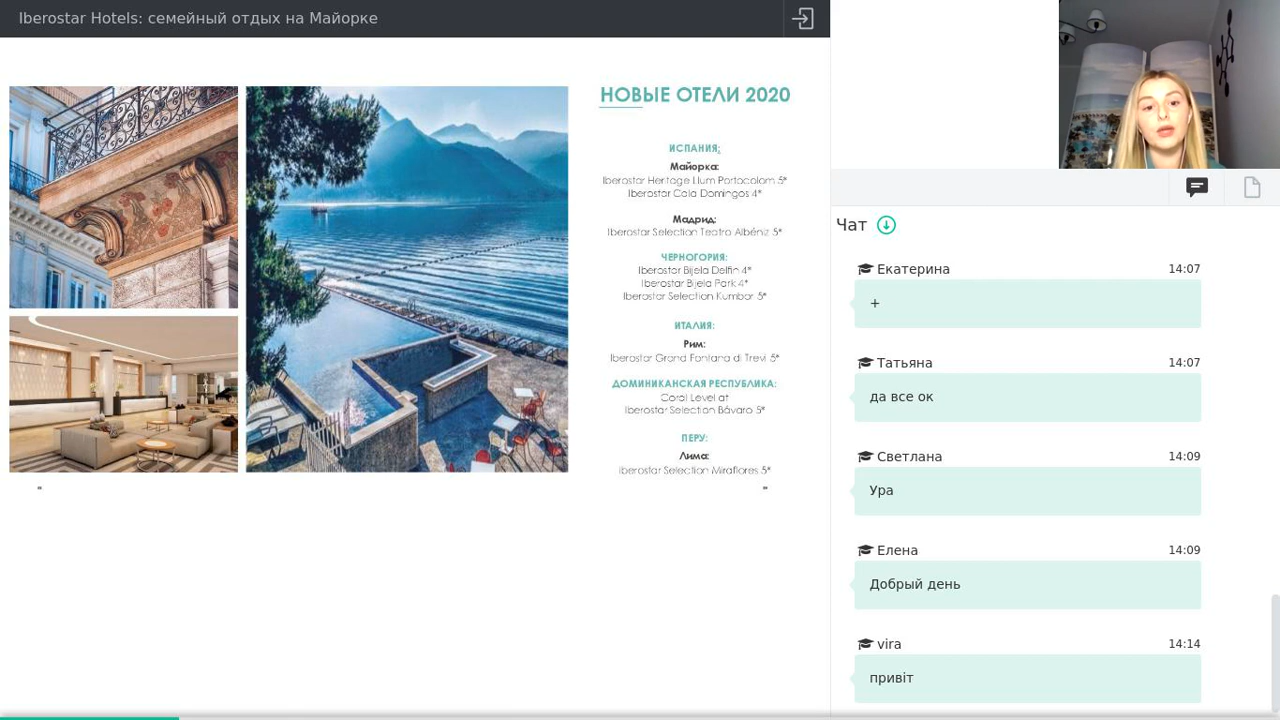 Iberostar Hotels: семейный отдых на Майорке
НОВЫЕ ОТЕЛИ 2020
ИСПАНИЯ:
Майорка:
Iberostar Heritage Llum Portocolom 5*
Iberostar Cala Domingos 4*
Мадрид:
Iberostar Selection Teatro Albéniz 5*
ЧЕРНОГОРИЯ:
Iberostar Bijela Delfin 4*
Iberostar Bijela Park 4*
Iberostar Selection Kumbor 5*
ИТАЛИЯ:
Рим:
Iberostar Grand Fontana di Trevi 5*
ДОМИНИКАНСКАЯ РЕСПУБЛИКА:
Coral Level at
Iberostar Selection Bávaro 5*
ПЕРУ:
Лима:
Iberostar Selection Miraflores 5*
Чат
Екатерина 14:07
+
Татьяна 14:07
да все ок
Светлана 14:09
Ура
Елена 14:09
Добрый день
vira 14:14
привіт